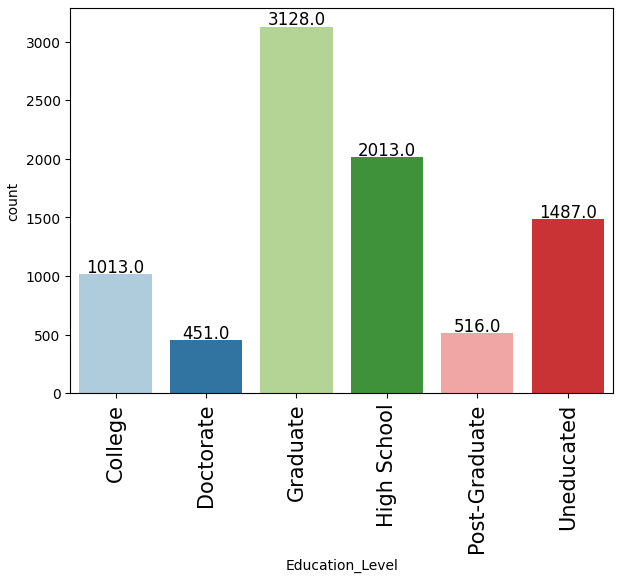 3128.0
3000
2500
2013.0
2000
1487.0
1500
1013.0
1000
516.0
451.0
500
0
count
College
Doctorate
Graduate
High School
Post-Graduate
Uneducated
Education_Level